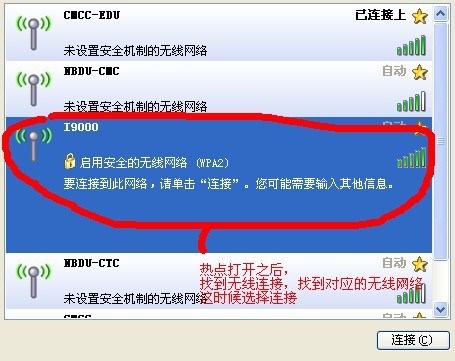 CMCC-EDU 已连接上
未设置安全机制的无线网络
NBDU-CMC 自动
未设置安全机制的无线网络
I9000 自动
启用安全的无线网络 (WPA2)
要连接到此网络，请单击“连接”。您可能需要输入其他信息。
NBDU-CTC 自动
热点打开之后，
找到无线连接，找到对应的无线网络
未设置安全机制的无线网络
这时候选择连接
CMCC 自动
连接(C)